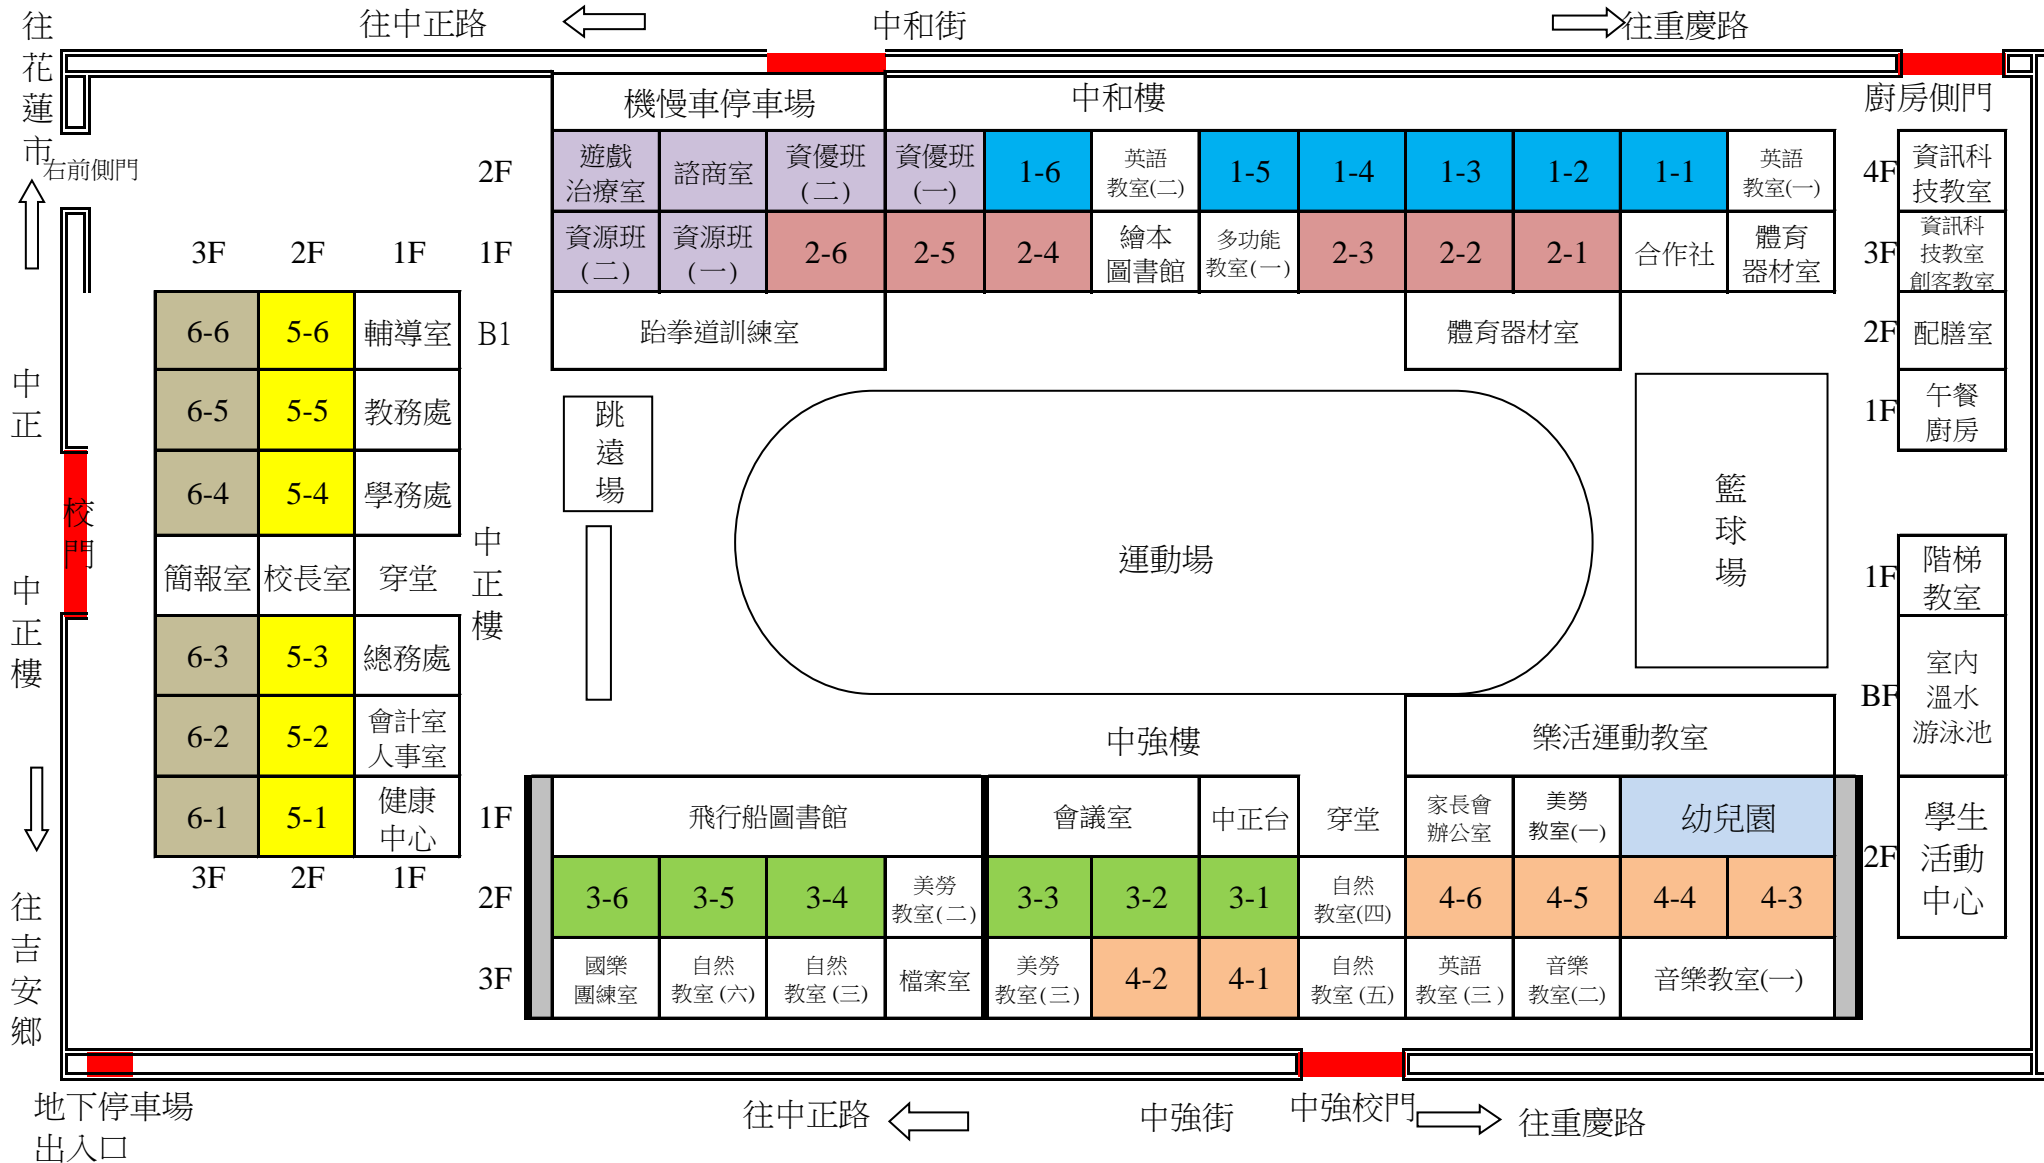 往中正路
中和街
往重慶路
往花蓮市
右前側門
機慢車停車場
中和樓
廚房側門
2F
遊戲
治療室
諮商室
資優班
(二)
資優班
(一)
1-6
英語
教室(二)
1-5
1-4
1-3
1-2
1-1
英語
教室(一)
4F
資訊科
技教室
3F
2F
1F
1F
資源班
(二)
資源班
(一)
2-6
2-5
2-4
繪本
圖書館
多功能
教室(一)
2-3
2-2
2-1
合作社
體育
器材室
3F
資訊科
技教室
創客教室
6-6
5-6
輔導室
B1
跆拳道訓練室
體育器材室
2F
配膳室
中正
6-5
5-5
教務處
跳遠場
1F
午餐
廚房
校門
6-4
5-4
學務處
籃球場
運動場
中正樓
簡報室
校長室
穿堂
中正樓
1F
階梯
教室
6-3
5-3
總務處
BF
室內
溫水
游泳池
6-2
5-2
會計室
人事室
中強樓
樂活運動教室
6-1
5-1
健康
中心
1F
飛行船圖書館
會議室
中正台
穿堂
家長會
辦公室
美勞
教室(一)
幼兒園
2F
學生
活動
中心
3F
2F
1F
2F
3-6
3-5
3-4
美勞
教室(二)
3-3
3-2
3-1
自然
教室(四)
4-6
4-5
4-4
4-3
往吉安鄉
3F
國樂
團練室
自然
教室(六)
自然
教室(三)
檔案室
美勞
教室(三)
4-2
4-1
自然
教室(五)
英語
教室(三)
音樂
教室(二)
音樂教室(一)
地下停車場
出入口
往中正路
中強街
中強校門
往重慶路